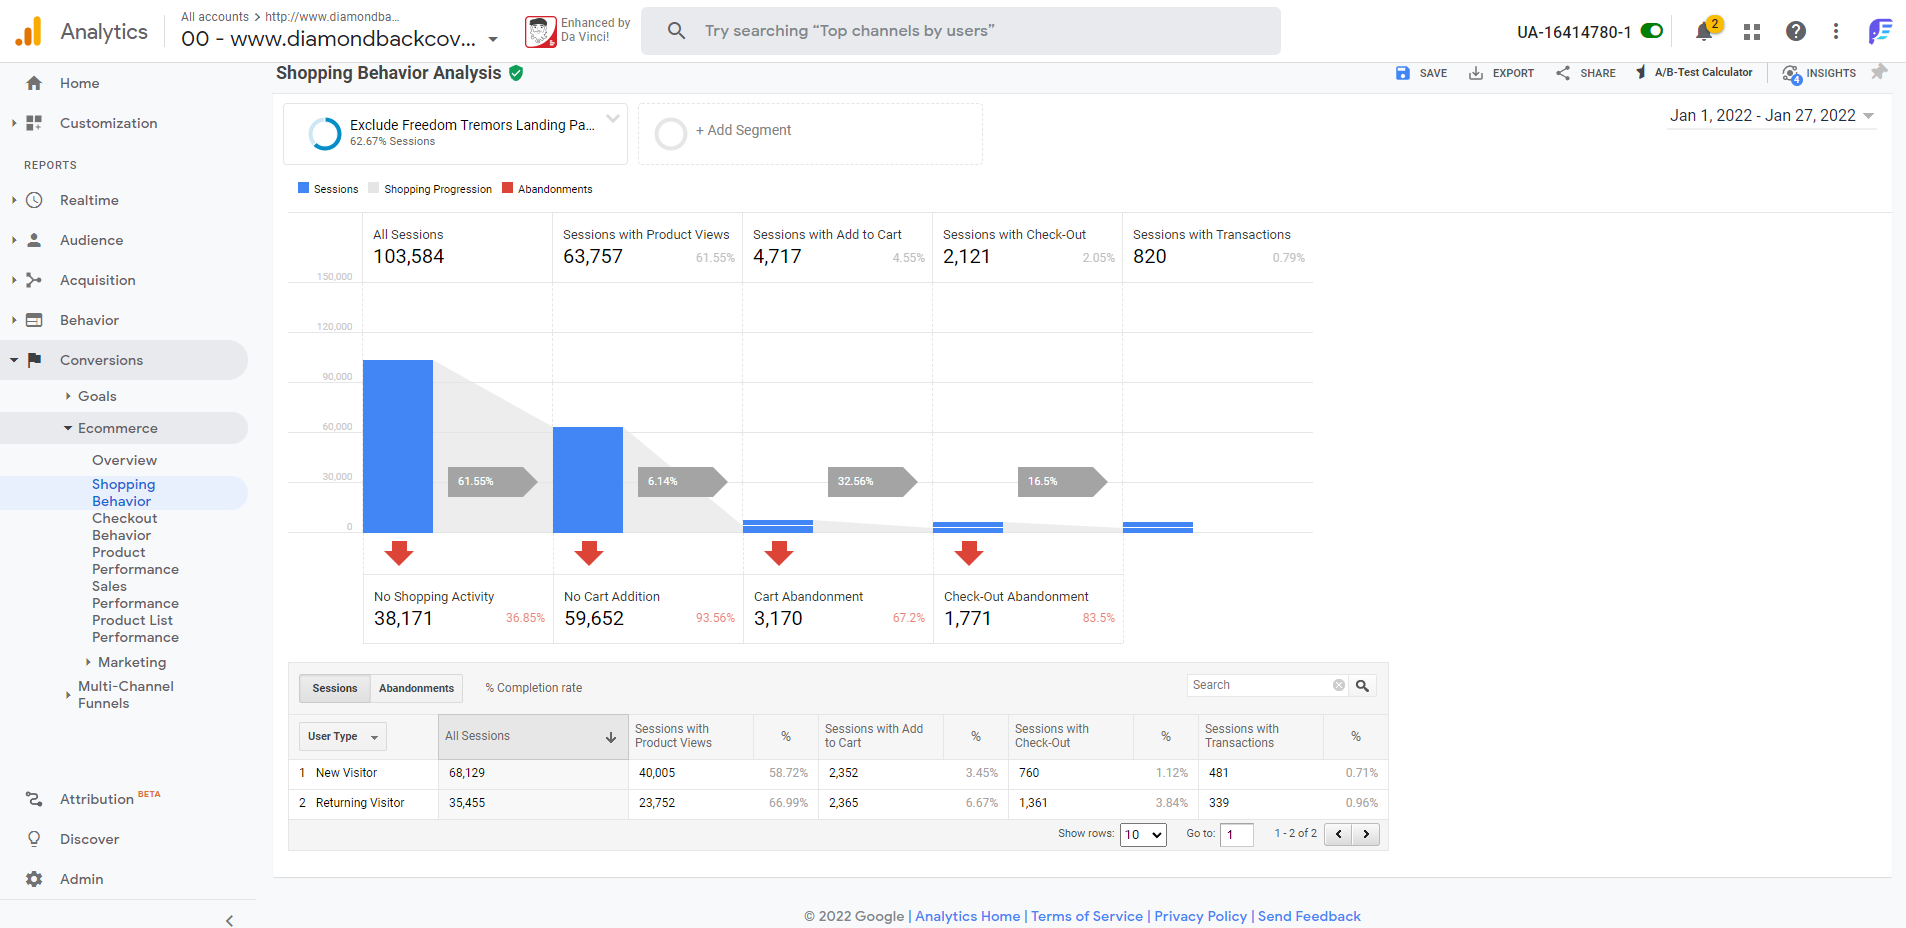 Analytics
All accounts > http://www.diamondba...
00 - www.diamondbackcov...
Enhanced by
Da Vinci!
Try searching “Top channels by users”
UA-16414780-1
2
Home
Customization
REPORTS
Realtime
Audience
Acquisition
Behavior
Conversions
Goals
Ecommerce
Overview
Shopping
Behavior
Checkout
Behavior
Product
Performance
Sales
Performance
Product List
Performance
Marketing
Multi-Channel
Funnels
Attribution BETA
Discover
Admin
Shopping Behavior Analysis
SAVE EXPORT SHARE A/B-Test Calculator 4 INSIGHTS
Exclude Freedom Tremors Landing Pa...
62.67% Sessions
+ Add Segment
Jan 1, 2022 - Jan 27, 2022
Sessions Shopping Progression Abandonments
All Sessions
103,584
Sessions with Product Views
63,757 61.55%
Sessions with Add to Cart
4,717 4.55%
Sessions with Check-Out
2,121 2.05%
Sessions with Transactions
820 0.79%
150,000
120,000
90,000
60,000
30,000
0
61.55%
6.14%
32.56%
16.5%
No Shopping Activity
38,171 36.85%
No Cart Addition
59,652 93.56%
Cart Abandonment
3,170 67.2%
Check-Out Abandonment
1,771 83.5%
Sessions Abandonments % Completion rate
Search
User Type All Sessions Sessions with Product Views % Sessions with Add to Cart % Sessions with Check-Out % Sessions with Transactions %
1 New Visitor 68,129 40,005 58.72% 2,352 3.45% 760 1.12% 481 0.71%
2 Returning Visitor 35,455 23,752 66.99% 2,365 6.67% 1,361 3.84% 339 0.96%
Show rows: 10 Go to: 1 1 - 2 of 2
© 2022 Google | Analytics Home | Terms of Service | Privacy Policy | Send Feedback